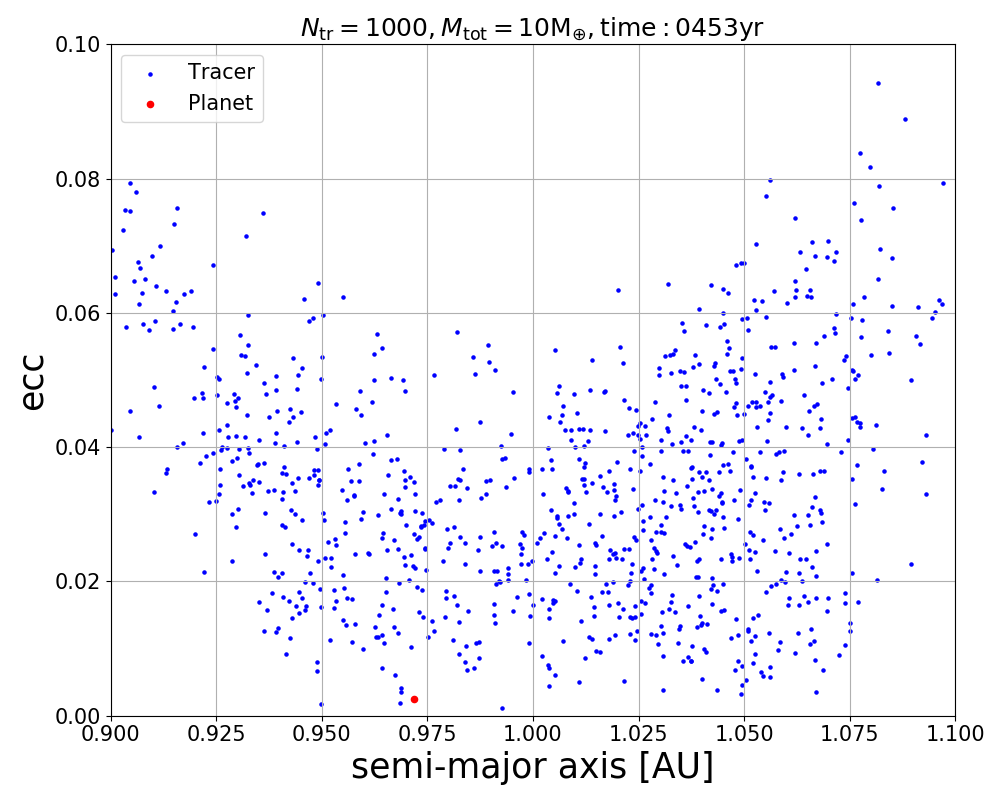 N_tr = 1000, M_tot = 10M_⊕, time : 0453yr
Tracer
Planet
ecc
0.10
0.08
0.06
0.04
0.02
0.00
0.900 0.925 0.950 0.975 1.000 1.025 1.050 1.075 1.100
semi-major axis [AU]